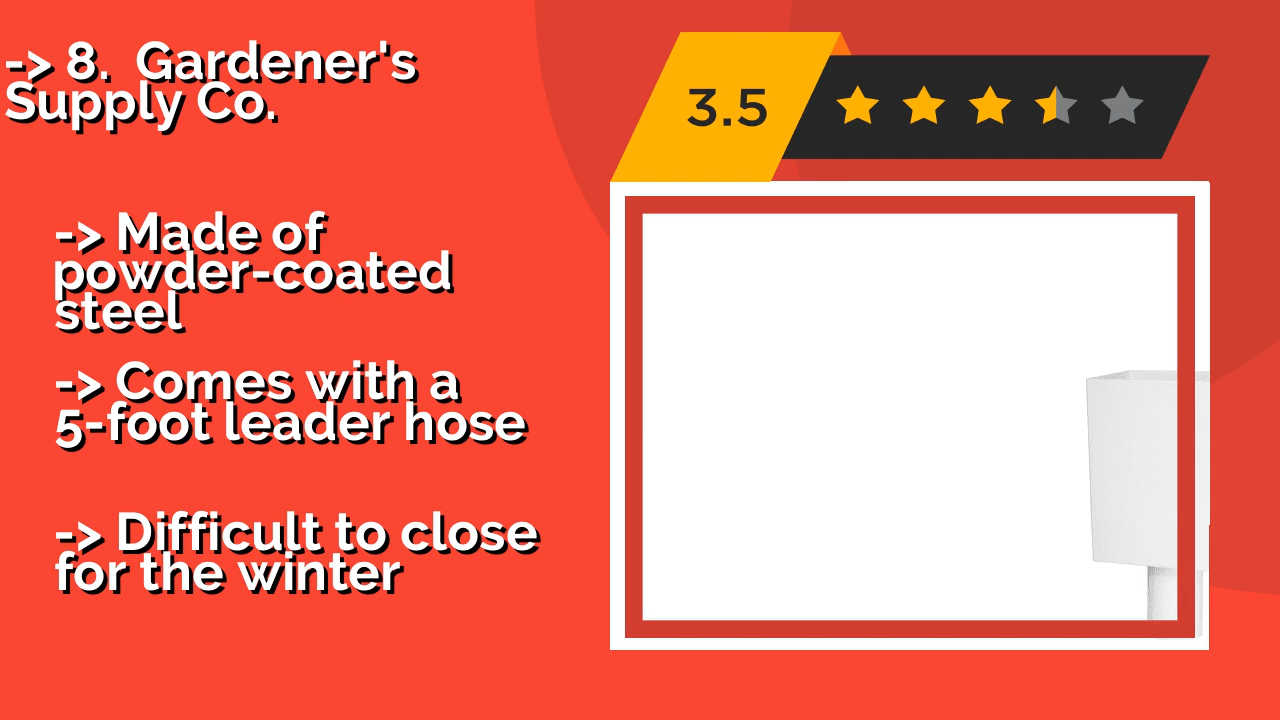 -> 8.  Gardener's
Supply Co.
3.5
-> Made of
powder-coated
steel
-> Comes with a
5-foot leader hose
-> Difficult to close
for the winter